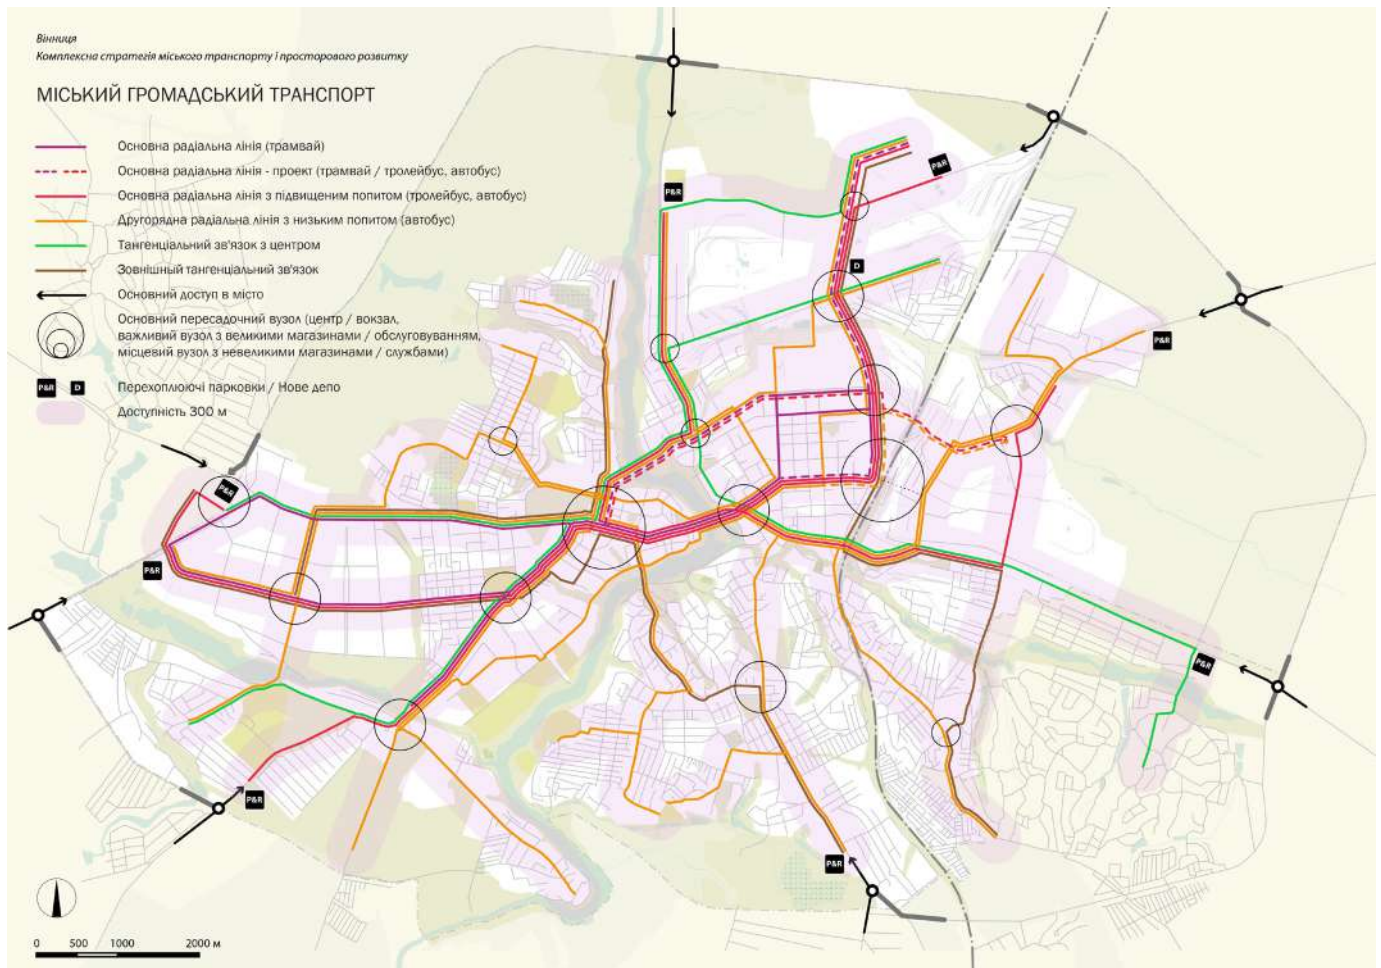 Вінниця
Комплексна стратегія міського транспорту і просторового розвитку
МІСЬКИЙ ГРОМАДСЬКИЙ ТРАНСПОРТ
Основна радіальна лінія (трамвай)
Основна радіальна лінія - проект (трамвай / тролейбус, автобус)
Основна радіальна лінія з підвищеним попитом (тролейбус, автобус)
Другорядна радіальна лінія з низьким попитом (автобус)
Тангенціальний зв'язок з центром
Зовнішный тангенціальний зв'язок
Основний доступ в місто
Основний пересадочний вузол (центр / вокзал,
важливий вузол з великими магазинами / обслуговуванням,
місцевий вузол з невеликими магазинами / службами)
P&R D Перехоплюючі парковки / Нове депо
Доступність 300 м
P&R
P&R
D
P&R
P&R
P&R
P&R
P&R
P&R
0 500 1000 2000 м